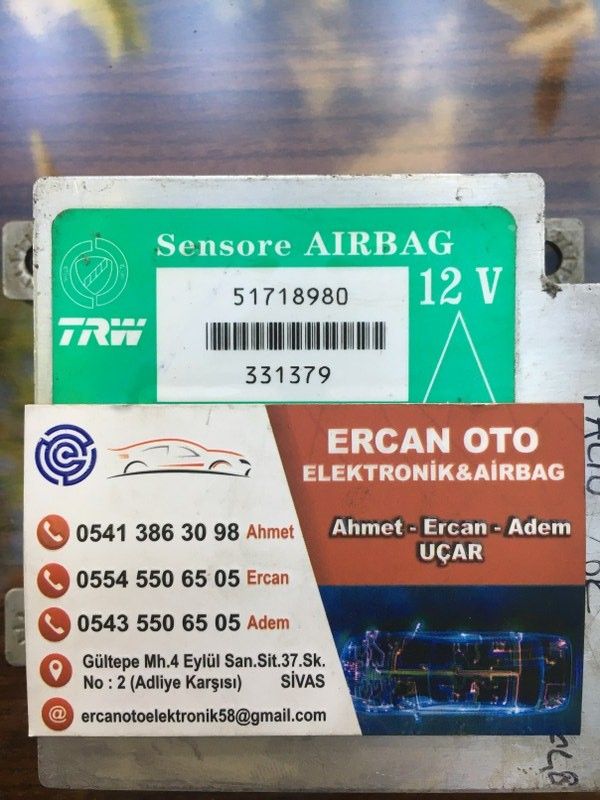 Sensore AIRBAG
51718980
12 V
TRW
331379
ERCAN OTO
ELEKTRONİK&AİRBAG
Ahmet - Ercan - Adem
UÇAR
0541 386 30 98 Ahmet
0554 550 65 05 Ercan
0543 550 65 05 Adem
Gültepe Mh.4 Eylül San.Sit.37.Sk.
No : 2 (Adliye Karşısı) SİVAS
ercanotoelektronik58@gmail.com